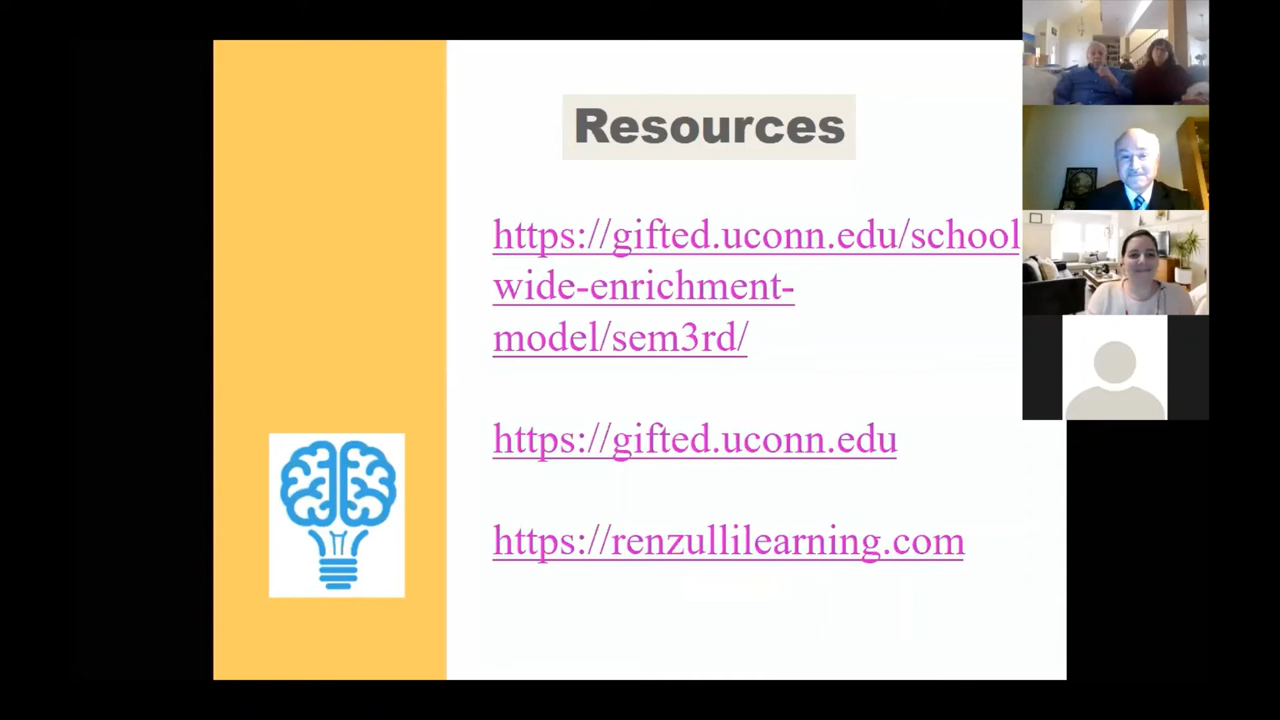 Resources
https://gifted.uconn.edu/school
wide-enrichment-
model/sem3rd/
https://gifted.uconn.edu
https://renzullilearning.com